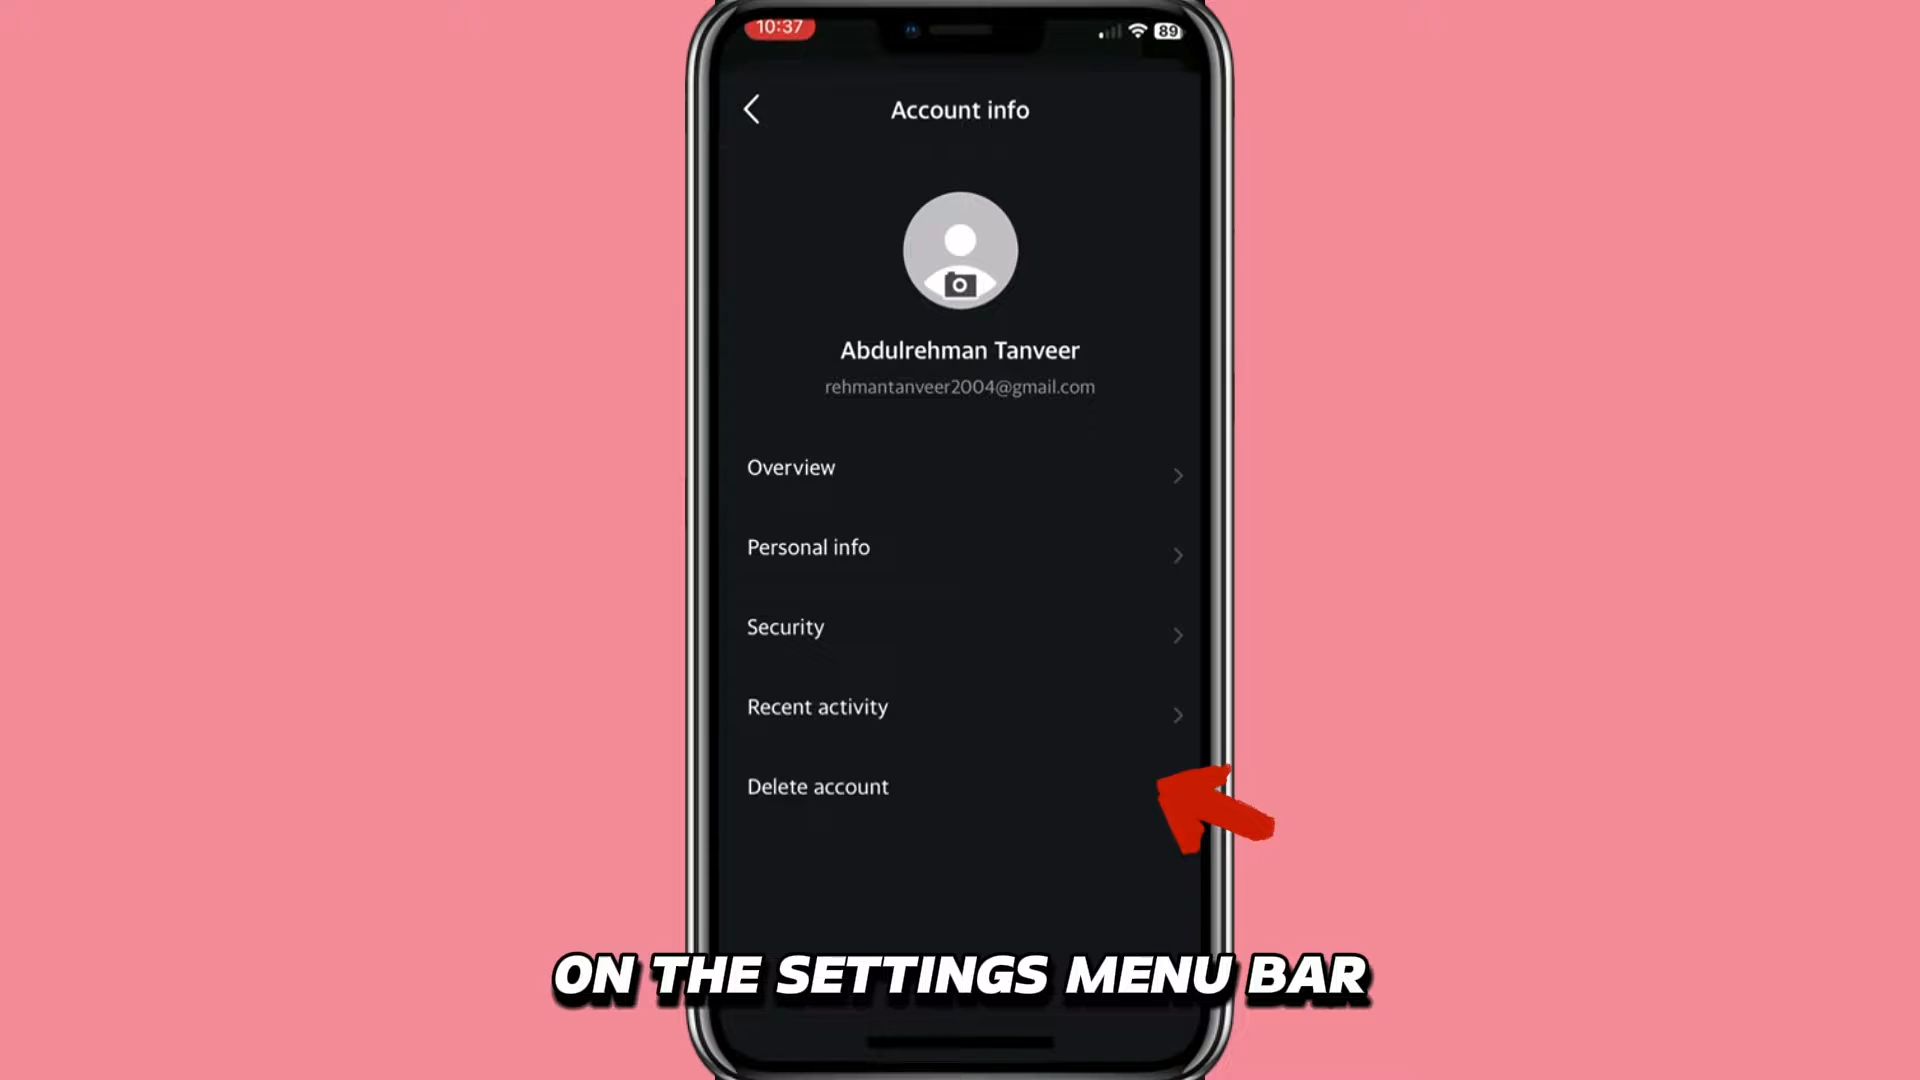 10:37
89
Account info
Abdulrehman Tanveer
rehmantanveer2004@gmail.com
Overview
Personal info
Security
Recent activity
Delete account
ON THE SETTINGS MENU BAR